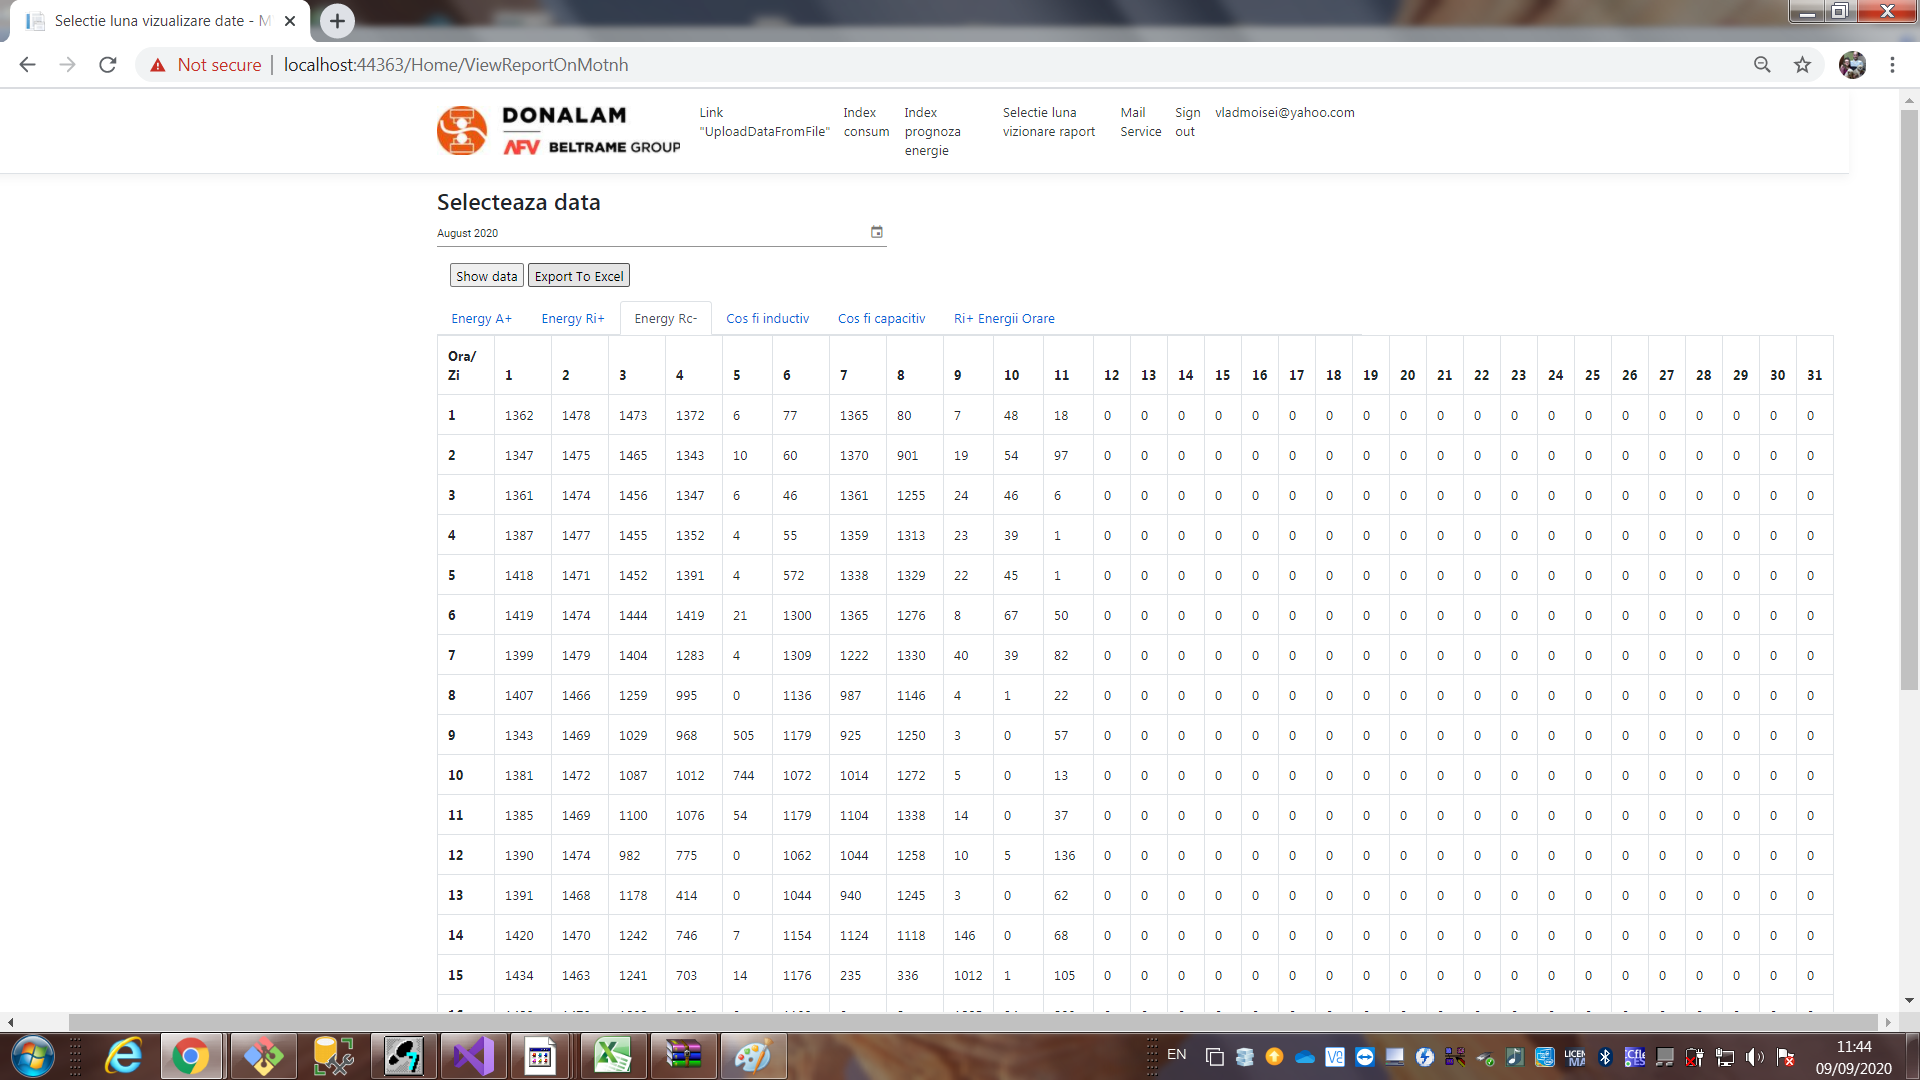 Selectie luna vizualizare date - M
Not secure | localhost:44363/Home/ViewReportOnMotnh
DONALAM
AFV BELTRAME GROUP
Link "UploadDataFromFile"
Index consum
Index prognoza energie
Selectie luna vizionare raport
Mail Service
Sign out
vladmoisei@yahoo.com
Selecteaza data
August 2020
Show data Export To Excel
Energy A+ Energy Ri+ Energy Rc- Cos fi inductiv Cos fi capacitiv Ri+ Energii Orare
Ora/ Zi 1 2 3 4 5 6 7 8 9 10 11 12 13 14 15 16 17 18 19 20 21 22 23 24 25 26 27 28 29 30 31
1 1362 1478 1473 1372 6 77 1365 80 7 48 18 0 0 0 0 0 0 0 0 0 0 0 0 0 0 0 0 0 0 0 0
2 1347 1475 1465 1343 10 60 1370 901 19 54 97 0 0 0 0 0 0 0 0 0 0 0 0 0 0 0 0 0 0 0 0
3 1361 1474 1456 1347 6 46 1361 1255 24 46 6 0 0 0 0 0 0 0 0 0 0 0 0 0 0 0 0 0 0 0 0
4 1387 1477 1455 1352 4 55 1359 1313 23 39 1 0 0 0 0 0 0 0 0 0 0 0 0 0 0 0 0 0 0 0 0
5 1418 1471 1452 1391 4 572 1338 1329 22 45 1 0 0 0 0 0 0 0 0 0 0 0 0 0 0 0 0 0 0 0 0
6 1419 1474 1444 1419 21 1300 1365 1276 8 67 50 0 0 0 0 0 0 0 0 0 0 0 0 0 0 0 0 0 0 0 0
7 1399 1479 1404 1283 4 1309 1222 1330 40 39 82 0 0 0 0 0 0 0 0 0 0 0 0 0 0 0 0 0 0 0 0
8 1407 1466 1259 995 0 1136 987 1146 4 1 22 0 0 0 0 0 0 0 0 0 0 0 0 0 0 0 0 0 0 0 0
9 1343 1469 1029 968 505 1179 925 1250 3 0 57 0 0 0 0 0 0 0 0 0 0 0 0 0 0 0 0 0 0 0 0
10 1381 1472 1087 1012 744 1072 1014 1272 5 0 13 0 0 0 0 0 0 0 0 0 0 0 0 0 0 0 0 0 0 0 0
11 1385 1469 1100 1076 54 1179 1104 1338 14 0 37 0 0 0 0 0 0 0 0 0 0 0 0 0 0 0 0 0 0 0 0
12 1390 1474 982 775 0 1062 1044 1258 10 5 136 0 0 0 0 0 0 0 0 0 0 0 0 0 0 0 0 0 0 0 0
13 1391 1468 1178 414 0 1044 940 1245 3 0 62 0 0 0 0 0 0 0 0 0 0 0 0 0 0 0 0 0 0 0 0
14 1420 1470 1242 746 7 1154 1124 1118 146 0 68 0 0 0 0 0 0 0 0 0 0 0 0 0 0 0 0 0 0 0 0
15 1434 1463 1241 703 14 1176 235 336 1012 1 105 0 0 0 0 0 0 0 0 0 0 0 0 0 0 0 0 0 0 0 0
EN
11:44
09/09/2020